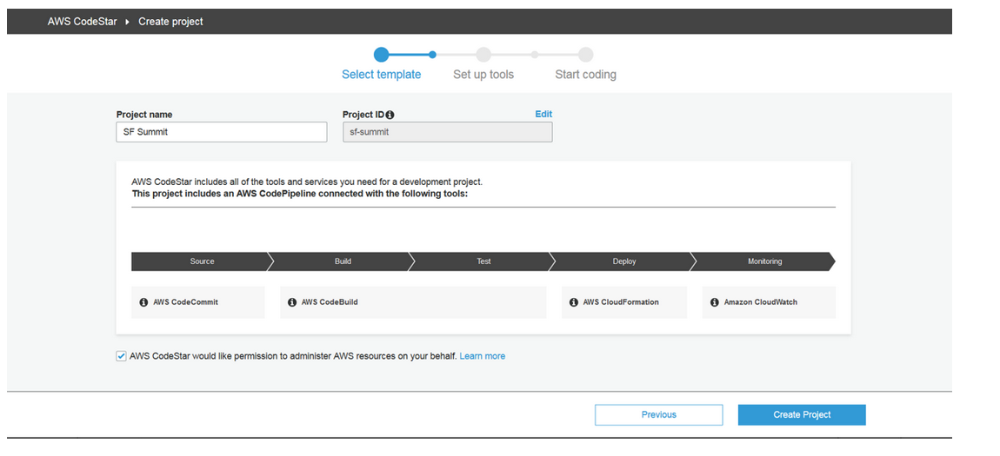 AWS CodeStar ▸ Create project
Select template Set up tools Start coding
Project name Project ID Edit
SF Summit sf-summit
AWS CodeStar includes all of the tools and services you need for a development project.
This project includes an AWS CodePipeline connected with the following tools:
Source Build Test Deploy Monitoring
AWS CodeCommit AWS CodeBuild AWS CloudFormation Amazon CloudWatch
AWS CodeStar would like permission to administer AWS resources on your behalf. Learn more
Previous Create Project